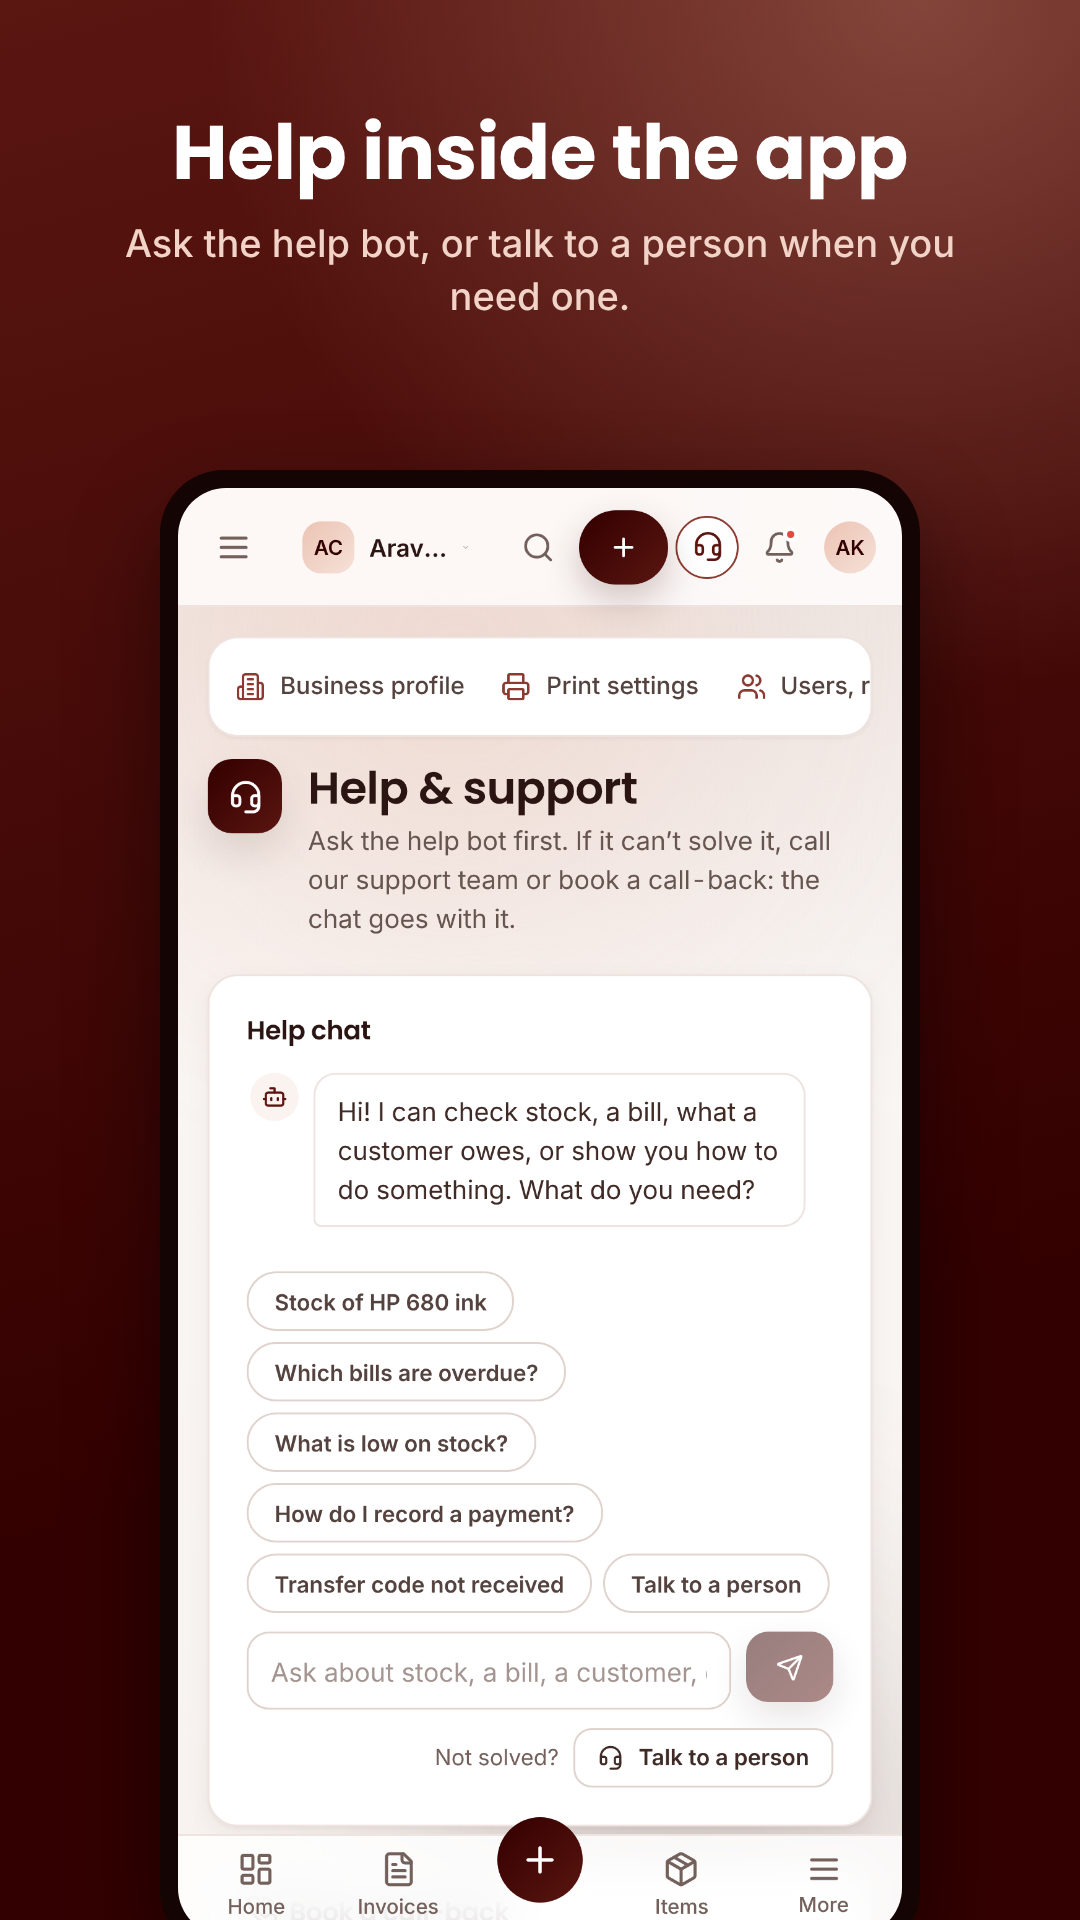 Help inside the app
Ask the help bot, or talk to a person when you
need one.
AC Arav... AK
Business profile Print settings Users, r
Help & support
Ask the help bot first. If it can't solve it, call
our support team or book a call-back: the
chat goes with it.
Help chat
Hi! I can check stock, a bill, what a
customer owes, or show you how to
do something. What do you need?
Stock of HP 680 ink
Which bills are overdue?
What is low on stock?
How do I record a payment?
Transfer code not received Talk to a person
Ask about stock, a bill, a customer,
Not solved? Talk to a person
Home Invoices Items More
Book a call-back